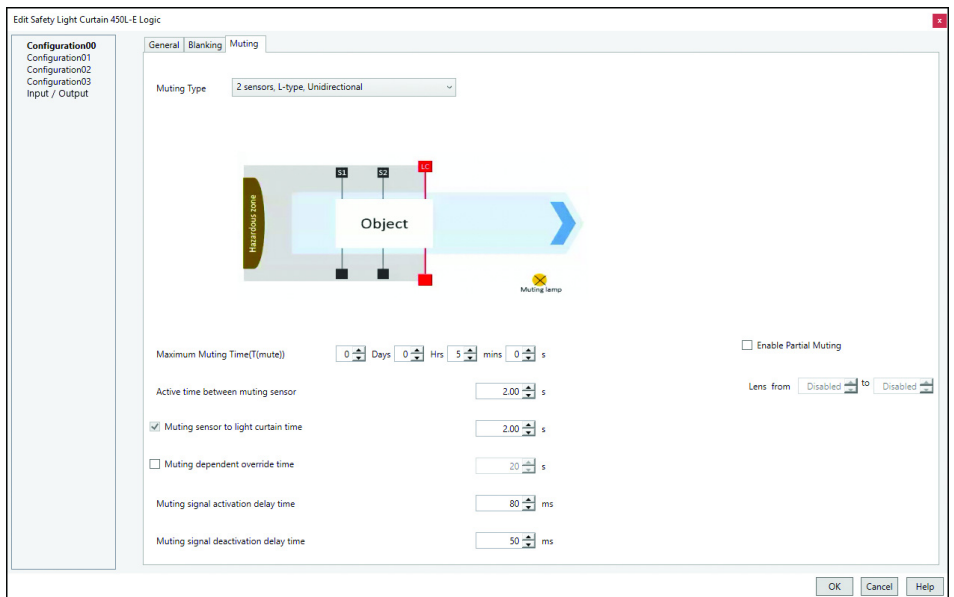 Edit Safety Light Curtain 450L-E Logic
x
Configuration00
Configuration01
Configuration02
Configuration03
Input / Output
General Blanking Muting
Muting Type 2 sensors, L-type, Unidirectional
S1 S2 LC
Hazardous zone
Object
Muting lamp
Maximum Muting Time(T(mute)) 0 Days 0 Hrs 5 mins 0 s
Enable Partial Muting
Active time between muting sensor 2.00 s
Lens from Disabled to Disabled
Muting sensor to light curtain time 2.00 s
Muting dependent override time 20 s
Muting signal activation delay time 80 ms
Muting signal deactivation delay time 50 ms
OK Cancel Help